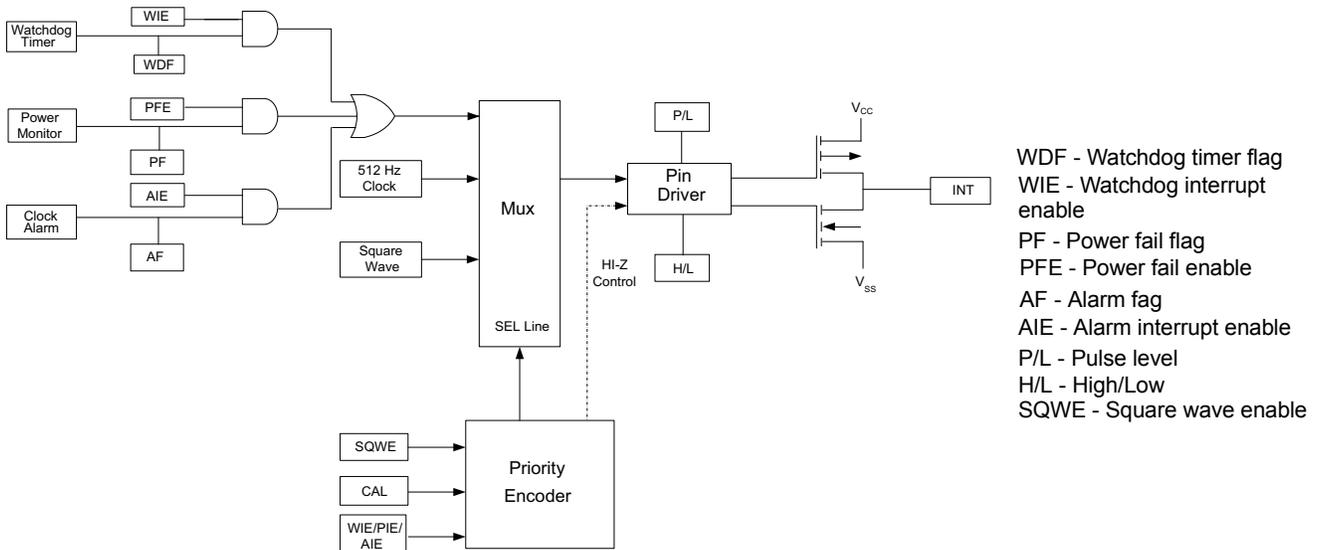 WIE
Watchdog
Timer
WDF
PFE
Power
Monitor
PF
AIE
Clock
Alarm
AF
512 Hz
Clock
Square
Wave
Mux
SEL Line
HI-Z
Control
P/L
Pin
Driver
H/L
VCC
INT
VSS
SQWE
CAL
WIE/PIE/
AIE
Priority
Encoder
WDF - Watchdog timer flag
WIE - Watchdog interrupt
enable
PF - Power fail flag
PFE - Power fail enable
AF - Alarm fag
AIE - Alarm interrupt enable
P/L - Pulse level
H/L - High/Low
SQWE - Square wave enable